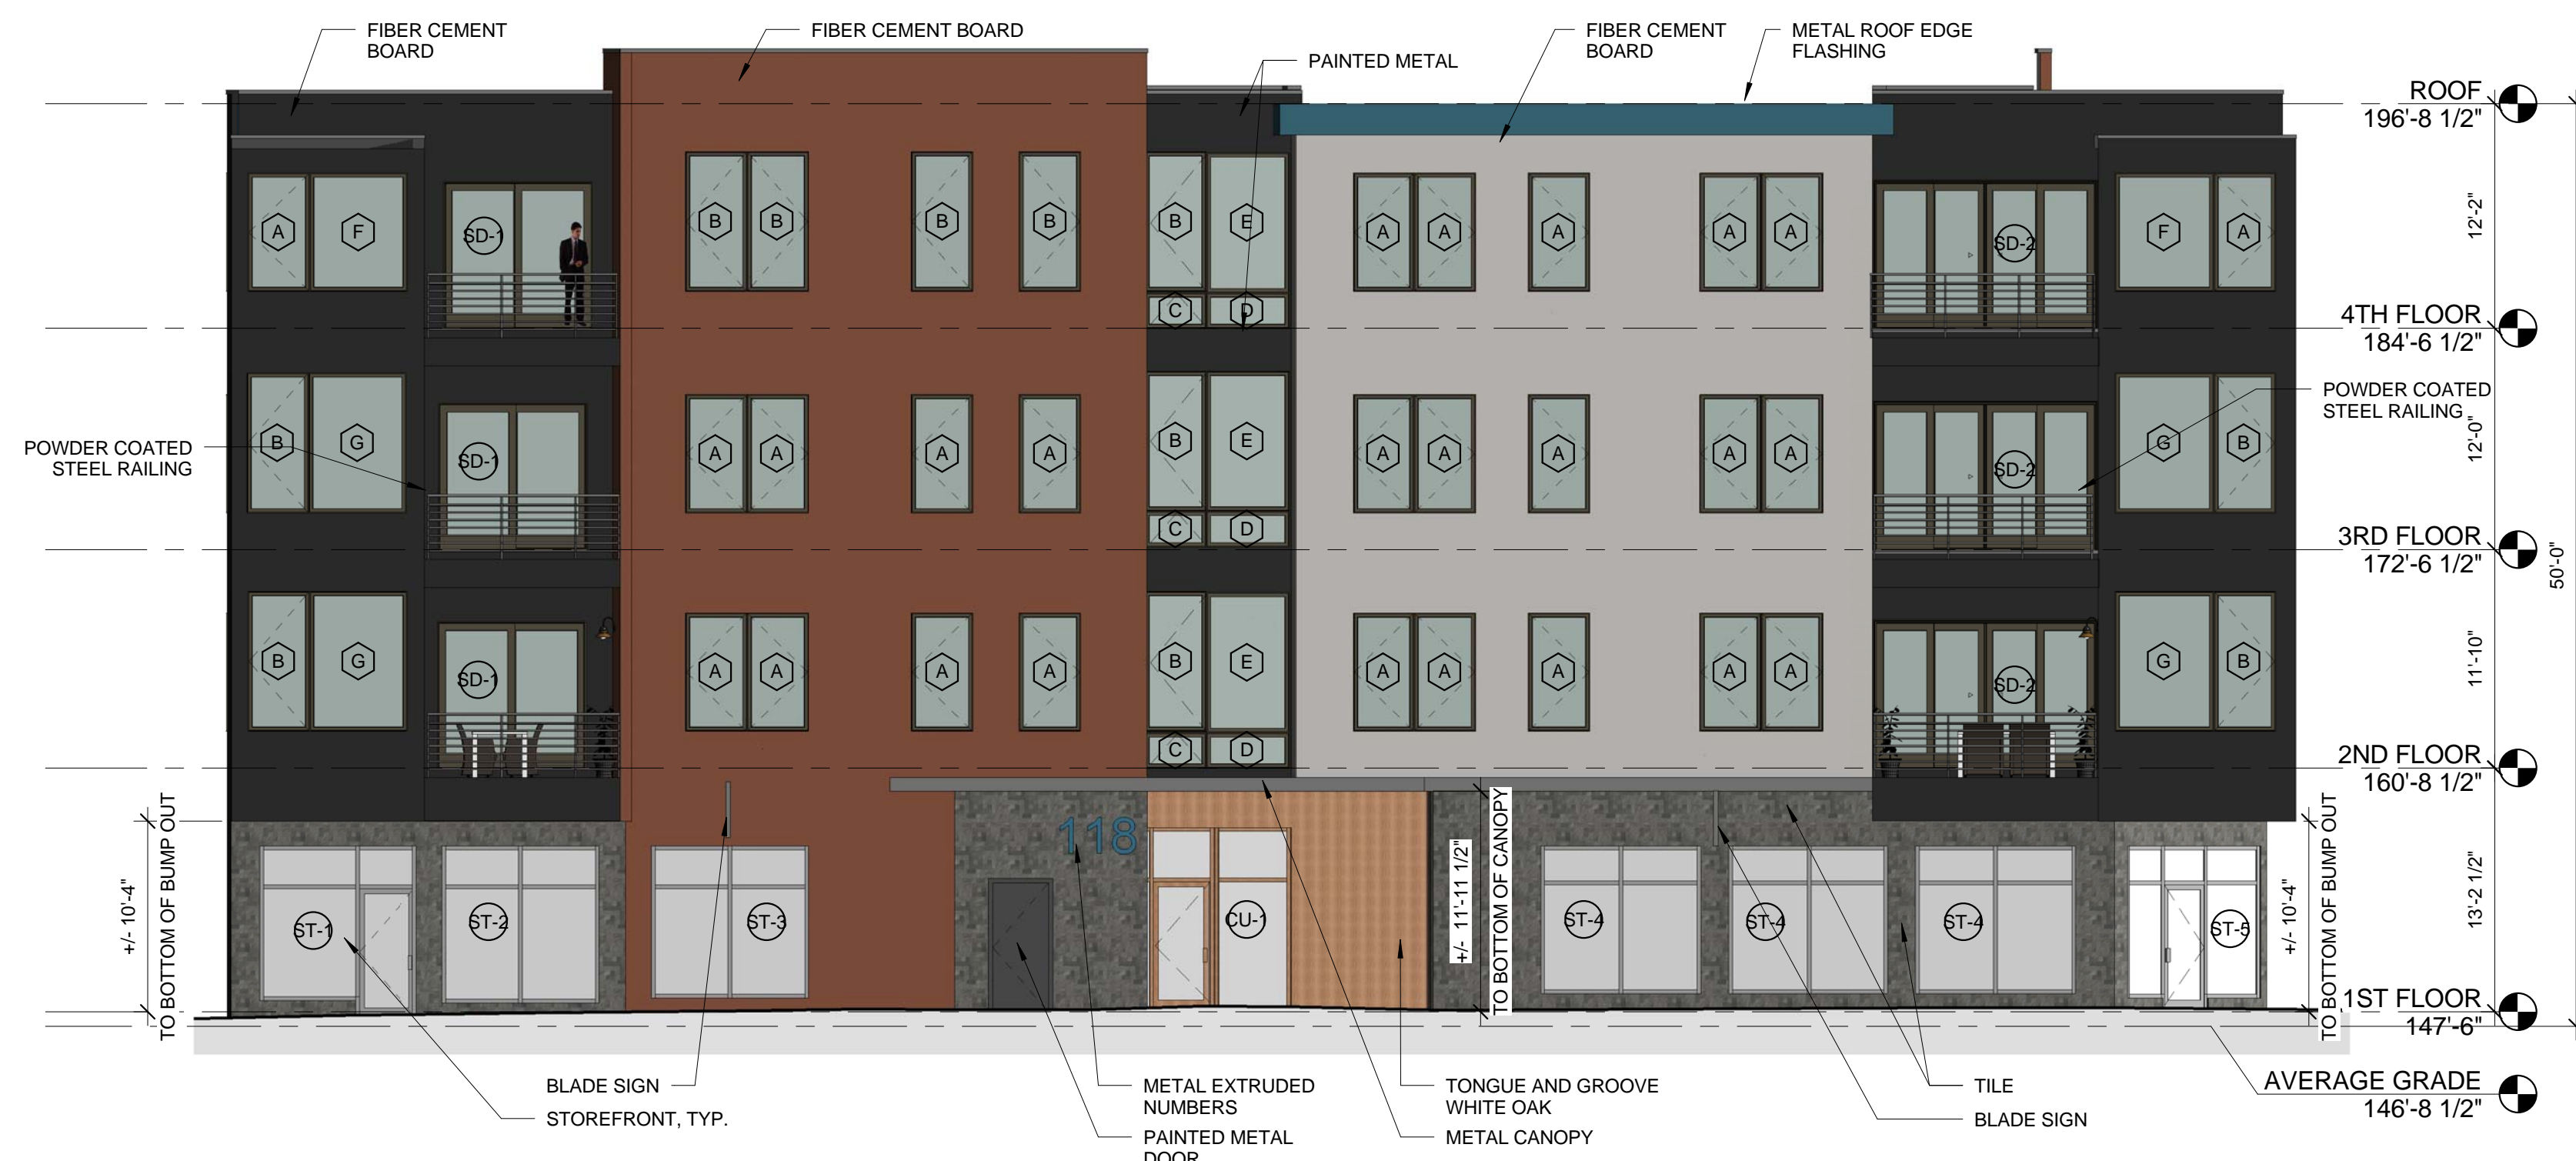 FIBER CEMENT
BOARD
FIBER CEMENT BOARD
PAINTED METAL
FIBER CEMENT
BOARD
METAL ROOF EDGE
FLASHING
ROOF
196'-8 1/2"
A
F
SD-1
B
B
B
B
B
E
A
A
A
A
A
SD-2
F
A
12'-2"
C
D
4TH FLOOR
184'-6 1/2"
POWDER COATED
STEEL RAILING
POWDER COATED
STEEL RAILING
B
G
SD-1
A
A
A
A
B
E
A
A
A
A
A
SD-2
G
B
12'-0"
C
D
3RD FLOOR
172'-6 1/2"
50'-0"
B
G
SD-1
A
A
A
A
B
E
A
A
A
A
A
SD-2
G
B
11'-10"
C
D
2ND FLOOR
160'-8 1/2"
+/- 10'-4"
TO BOTTOM OF BUMP OUT
118
+/- 11'-11 1/2"
TO BOTTOM OF CANOPY
ST-1
ST-2
ST-3
CU-1
ST-4
ST-4
ST-4
ST-5
+/- 10'-4"
TO BOTTOM OF BUMP OUT
13'-2 1/2"
1ST FLOOR
147'-6"
AVERAGE GRADE
146'-8 1/2"
BLADE SIGN
STOREFRONT, TYP.
METAL EXTRUDED
NUMBERS
PAINTED METAL
DOOR
TONGUE AND GROOVE
WHITE OAK
METAL CANOPY
TILE
BLADE SIGN